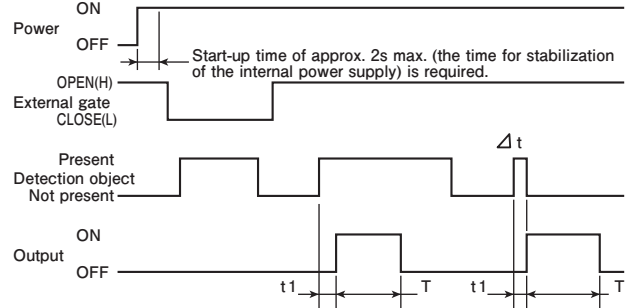 ON
Power
OFF
Start-up time of approx. 2s max. (the time for stabilization
of the internal power supply) is required.
OPEN(H)
External gate
CLOSE(L)
Present
Detection object
Not present
⊿t
ON
Output
OFF
t1
T
t1
T